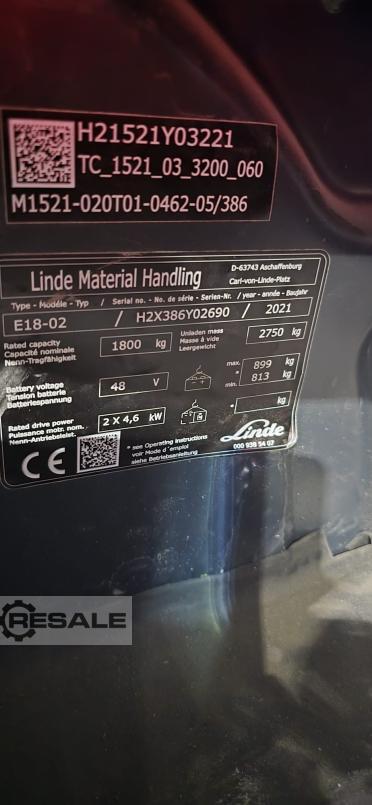 H21521Y03221
TC_1521_03_3200_060
M1521-020T01-0462-05/386
Linde Material Handling
D-63743 Aschaffenburg
Carl-von-Linde-Platz
Type - Modéle - Typ / Serial no. - No. de série - Serien-Nr. / year - année - Baujahr
E18-02 / H2X386Y02690 / 2021
Rated capacity
Capacité nominale
Nenn-Tragfähigkeit
1800 kg
Unladen mass
Masse à vide
Leergewicht
2750 kg
Battery voltage
Tension batterie
Batteriespannung
48 V
max. 899 kg
*
min. 813 kg
Rated drive power
Puissance motr. nom.
Nenn-Antriebsleist.
2 X 4,6 kW
* kg
* see Operating instructions
voir Mode d'emploi
siehe Betriebsanleitung
CE
Linde
000 938 54 07
RESALE